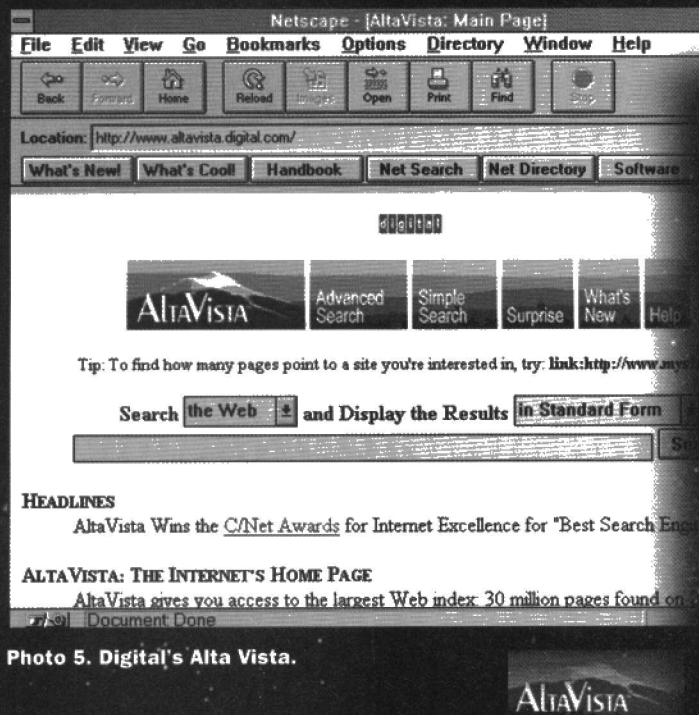 Netscape - [AltaVista: Main Page]
File Edit View Go Bookmarks Options Directory Window Help
Back Forward Home Reload Images Open Print Find Stop
Location: http://www.altavista.digital.com/
What's New! What's Cool! Handbook Net Search Net Directory Software
digital
ALTAVISTA Advanced Search Simple Search Surprise What's New Help
Tip: To find how many pages point to a site you're interested in, try: link:http://www.mys
Search the Web and Display the Results in Standard Form
Se
HEADLINES
AltaVista Wins the C/Net Awards for Internet Excellence for "Best Search Engi
ALTAVISTA: THE INTERNET'S HOME PAGE
AltaVista gives you access to the largest Web index: 30 million pages found on
Document: Done
Photo 5. Digital's Alta Vista.
ALTAVISTA